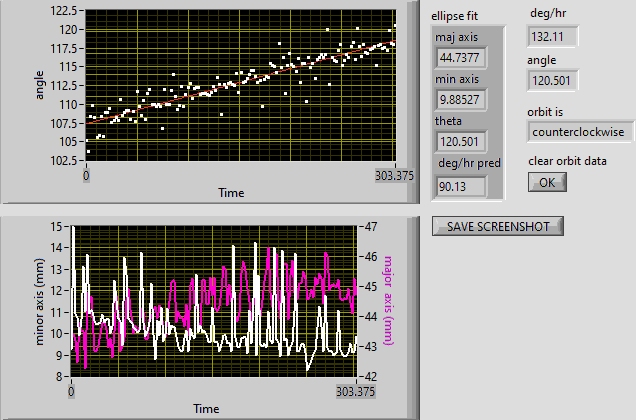 122.5
120
117.5
115
112.5
110
107.5
105
102.5
angle
0
303.375
Time
ellipse fit
maj axis
44.7377
min axis
9.88527
theta
120.501
deg/hr pred
90.13
deg/hr
132.11
angle
120.501
orbit is
counterclockwise
clear orbit data
OK
SAVE SCREENSHOT
15
14
13
12
11
10
9
8
minor axis (mm)
47
46
45
44
43
42
major axis (mm)
0
303.375
Time